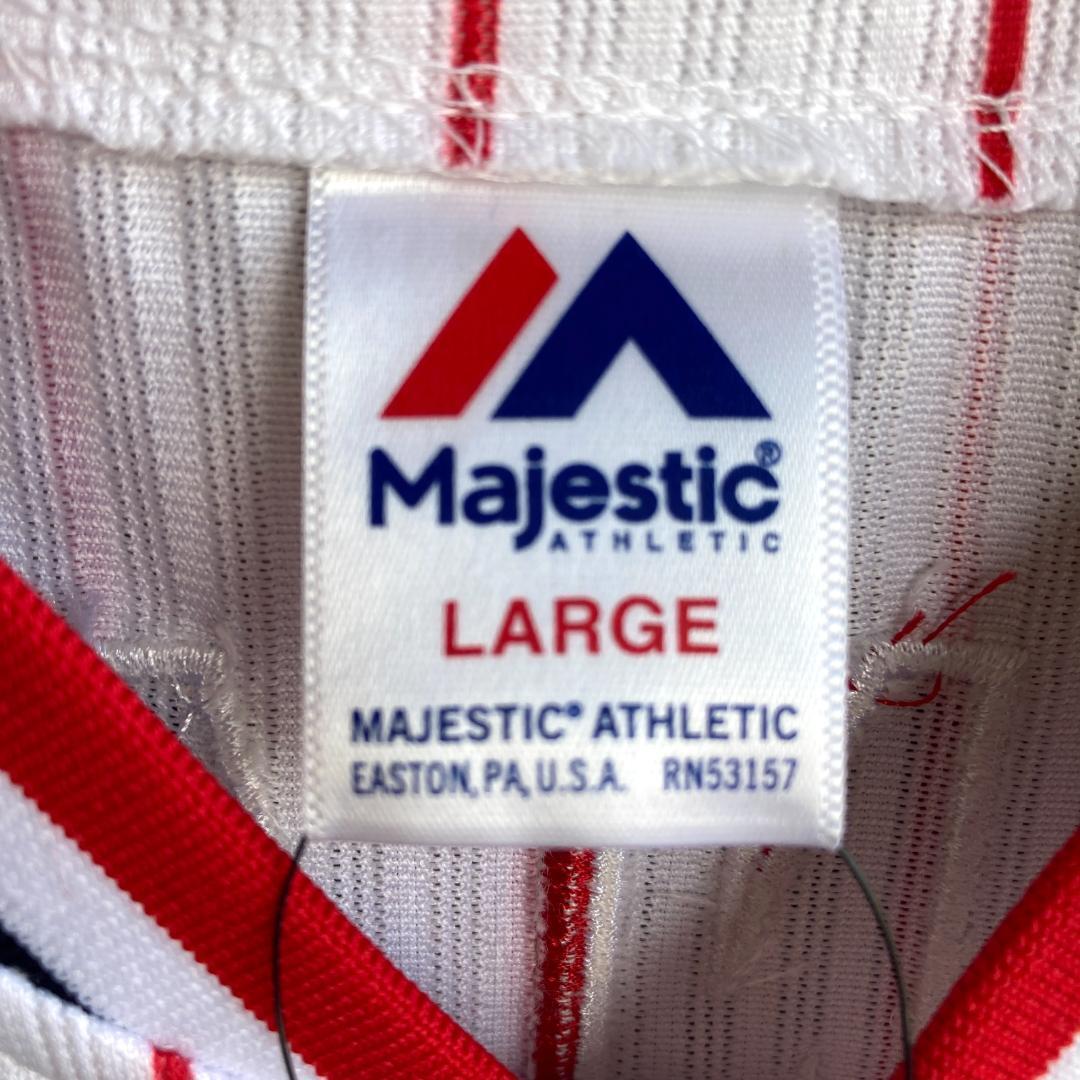 Majestic®
ATHLETIC
LARGE
MAJESTIC® ATHLETIC
EASTON, PA, U.S.A. RN53157